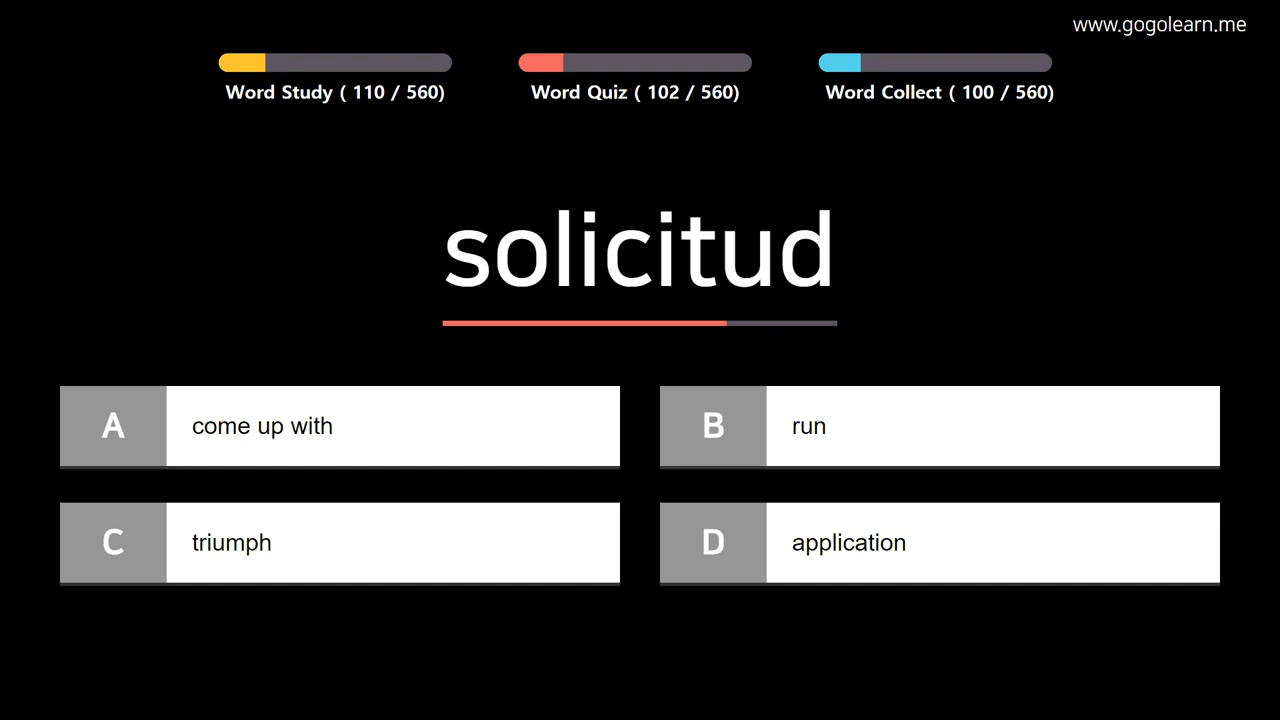 www.gogolearn.me
Word Study ( 110 / 560)
Word Quiz ( 102 / 560)
Word Collect ( 100 / 560)
solicitud
A come up with
B run
C triumph
D application